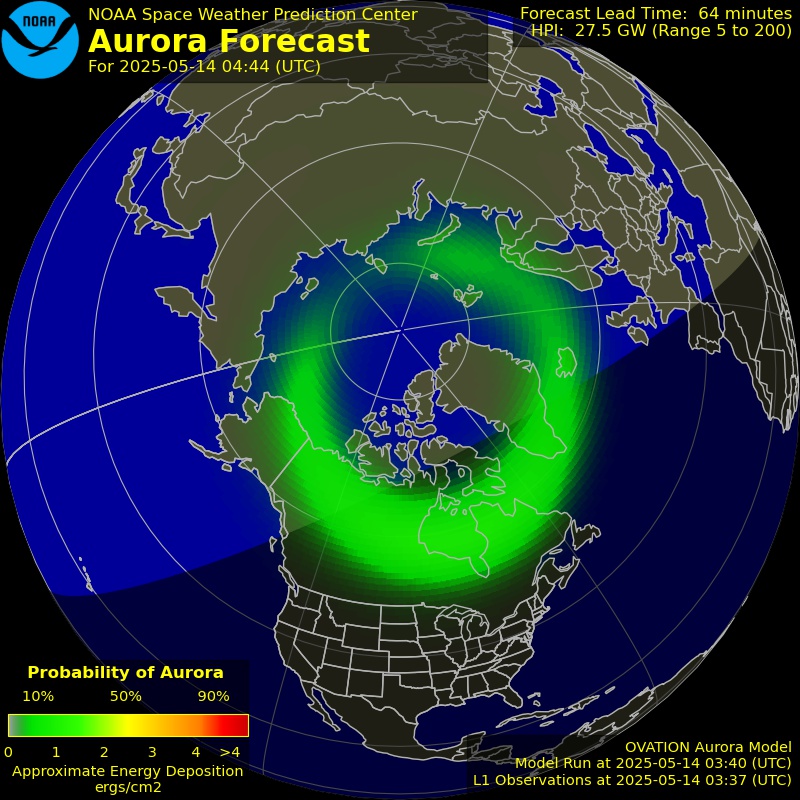 NOAA
NOAA Space Weather Prediction Center
Aurora Forecast
For 2025-05-14 04:44 (UTC)
Forecast Lead Time: 64 minutes
HPI: 27.5 GW (Range 5 to 200)
Probability of Aurora
10% 50% 90%
0 1 2 3 4 >4
Approximate Energy Deposition
ergs/cm2
OVATION Aurora Model
Model Run at 2025-05-14 03:40 (UTC)
L1 Observations at 2025-05-14 03:37 (UTC)